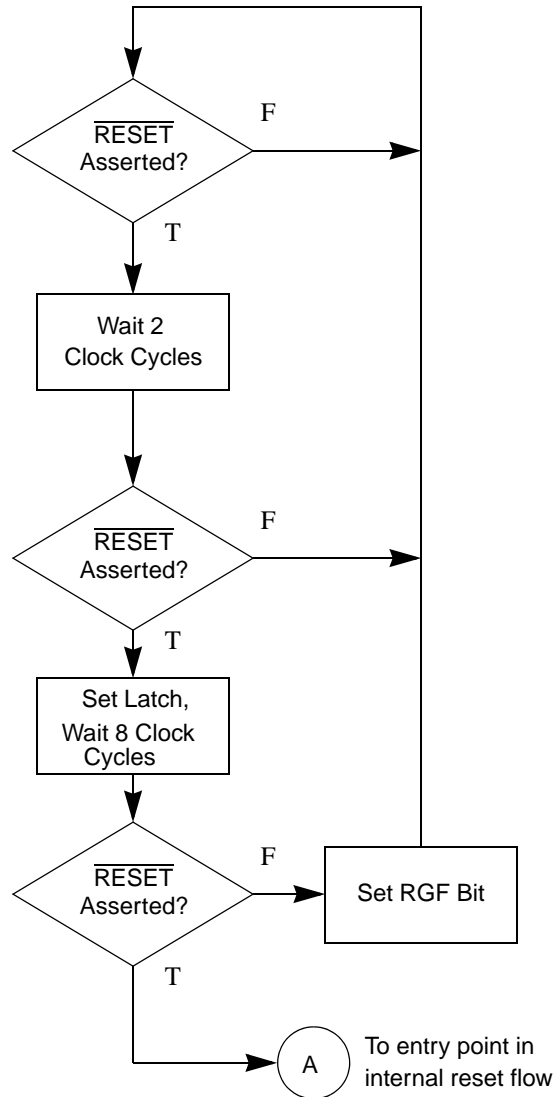 F
RESET
Asserted?
T
Wait 2
Clock Cycles
F
RESET
Asserted?
T
Set Latch,
Wait 8 Clock
Cycles
F
RESET
Asserted?
Set RGF Bit
T
A
To entry point in
internal reset flow